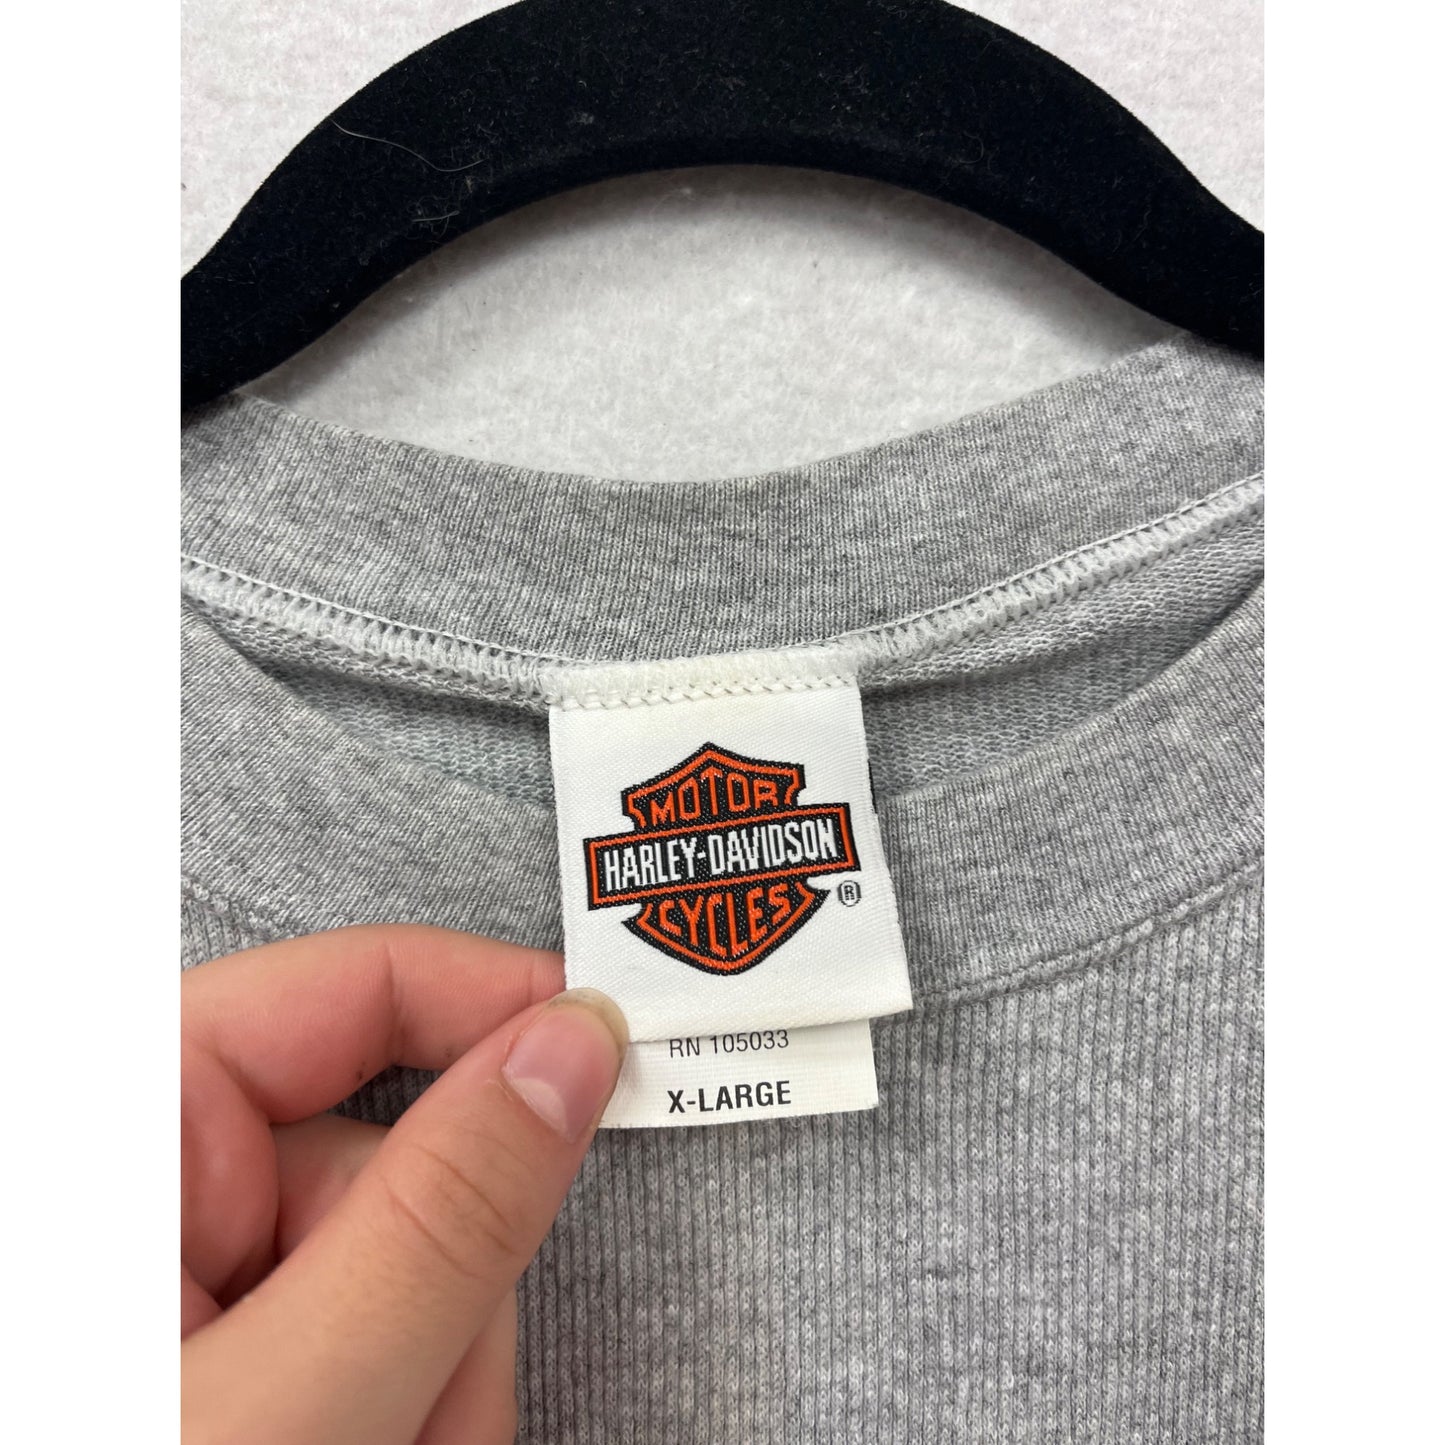 MOTOR
HARLEY-DAVIDSON
CYCLES
®
RN 105033
X-LARGE